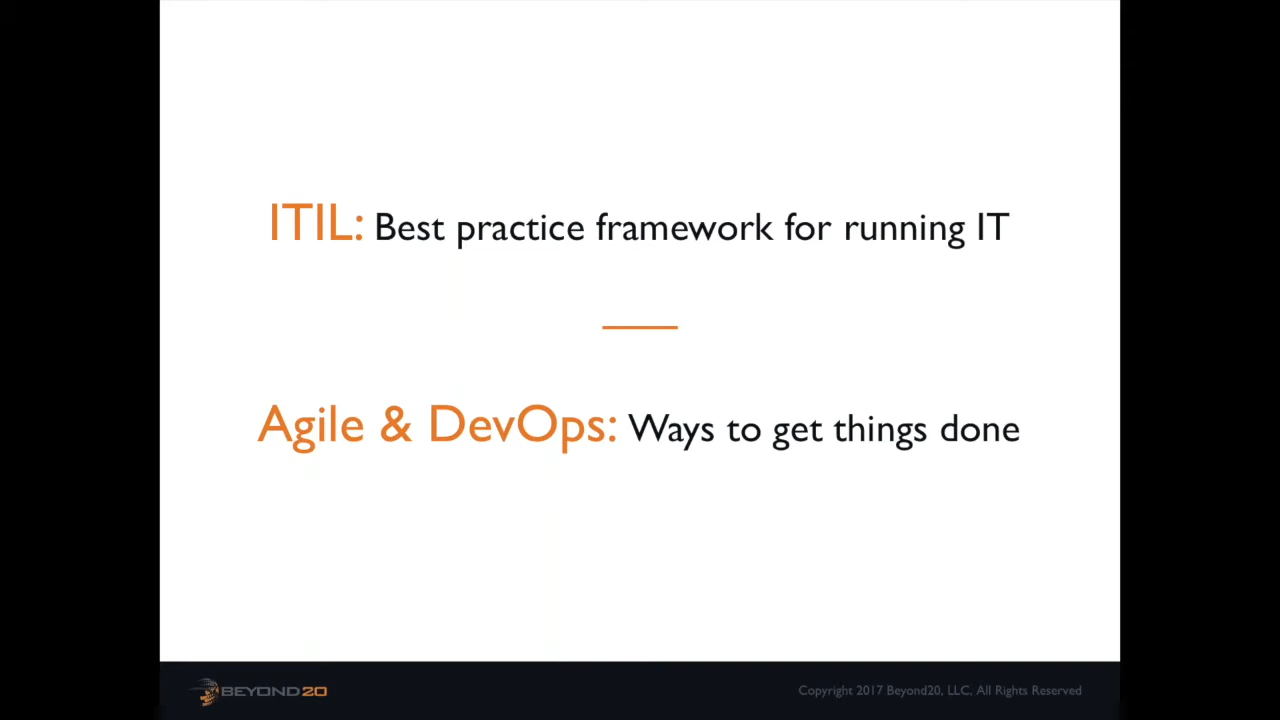 ITIL: Best practice framework for running IT
Agile & DevOps: Ways to get things done
BEYOND20
Copyright 2017 Beyond20, LLC, All Rights Reserved